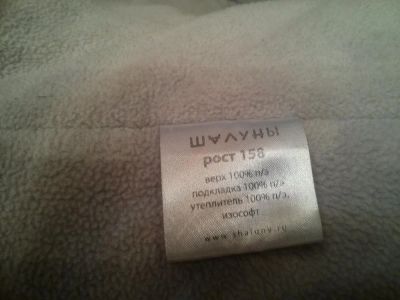 ШАЛУНЫ
рост 158
верх 100% п/э
подкладка 100% п/э
утеплитель 100% п/э,
изософт
www.shaluny.ru